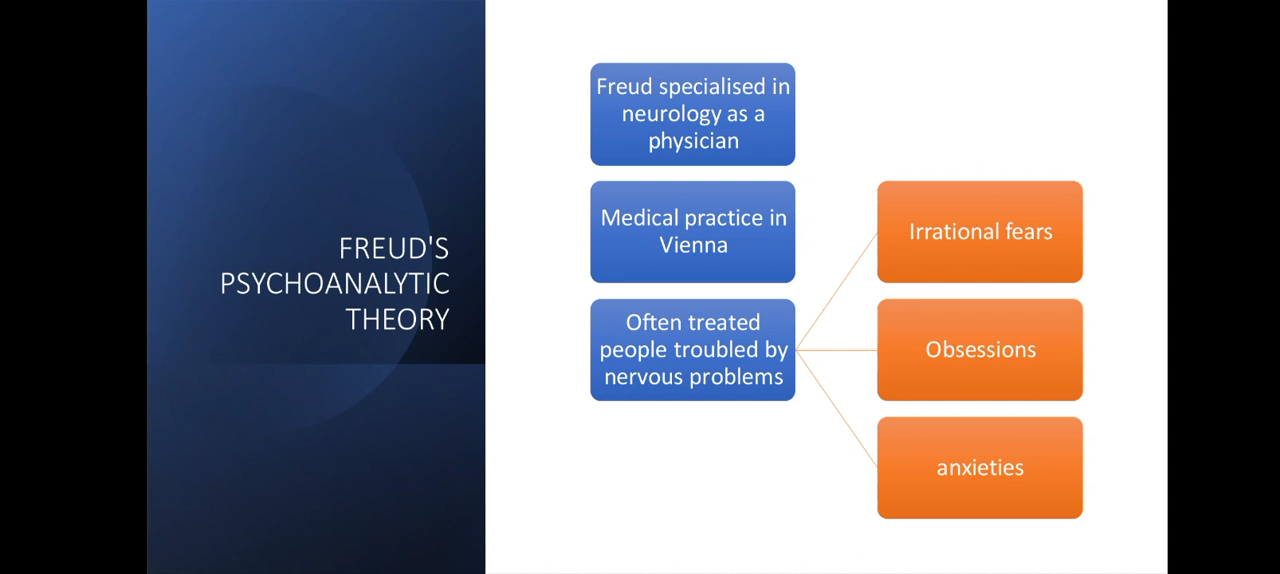 FREUD'S
PSYCHOANALYTIC
THEORY
Freud specialised in
neurology as a
physician
Medical practice in
Vienna
Often treated
people troubled by
nervous problems
Irrational fears
Obsessions
anxieties